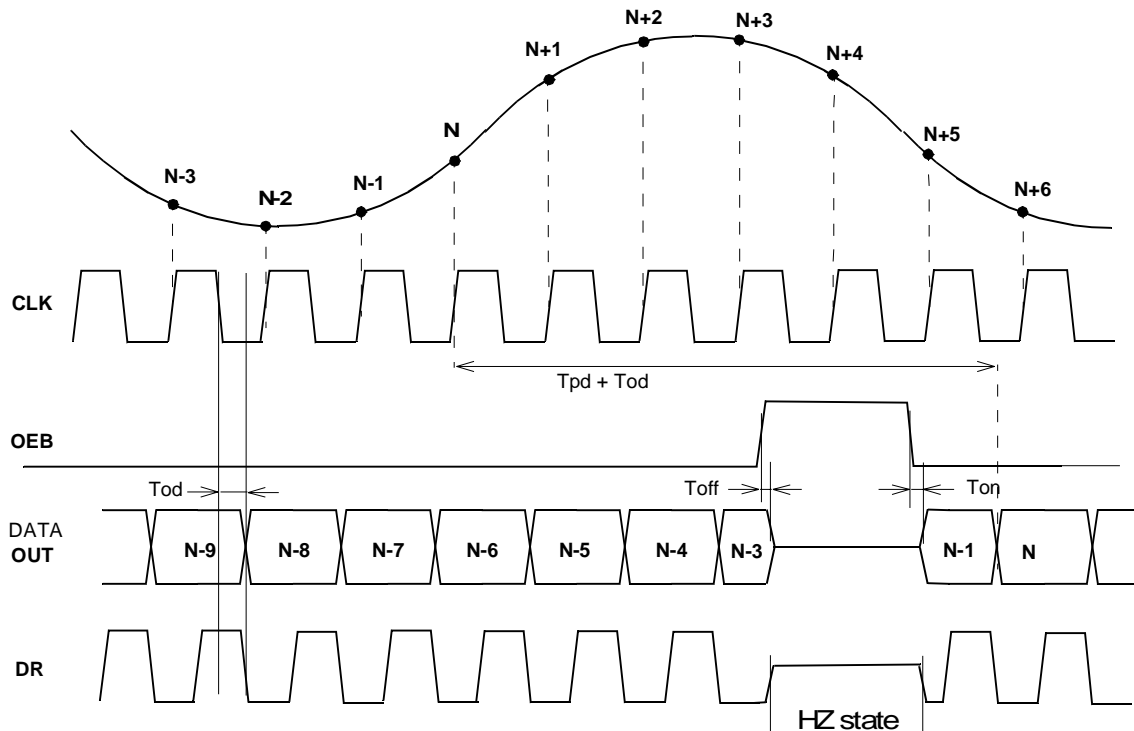 N+2
N+3
N+1
N+4
N
N+5
N-3
N-2
N-1
N+6
CLK
Tpd + Tod
OEB
Tod
Toff
Ton
DATA
OUT
N-9 N-8 N-7 N-6 N-5 N-4 N-3 N-1 N
DR
HZ state